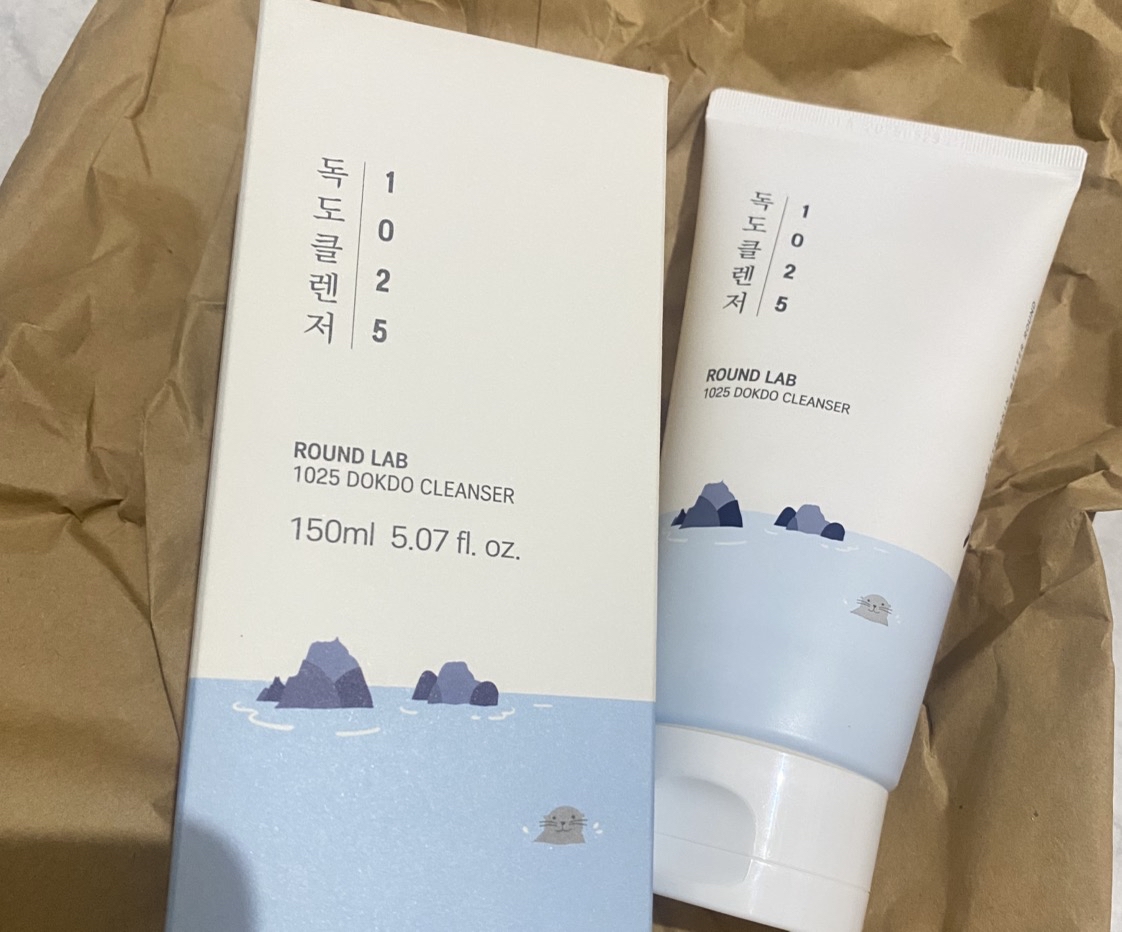 독도클렌저
1025
ROUND LAB
1025 DOKDO CLEANSER
150ml 5.07 fl. oz.
독도클렌저
1025
ROUND LAB
1025 DOKDO CLEANSER